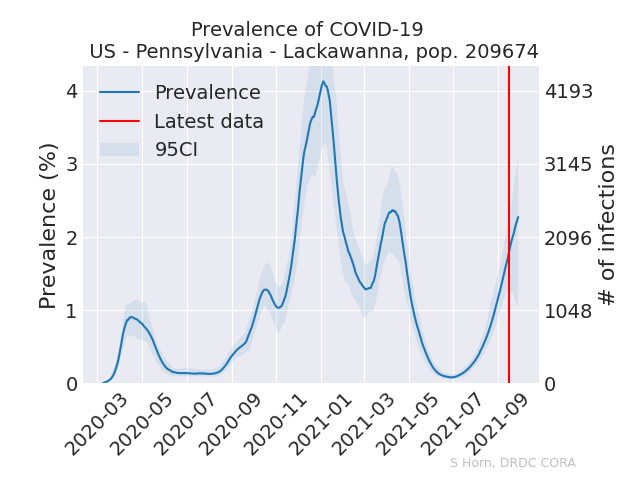 Prevalence of COVID-19
US - Pennsylvania - Lackawanna, pop. 209674
Prevalence
Latest data
95CI
Prevalence (%)
4
3
2
1
0
4193
3145
2096
1048
0
# of infections
2020-03
2020-05
2020-07
2020-09
2020-11
2021-01
2021-03
2021-05
2021-07
2021-09
S Horn, DRDC CORA